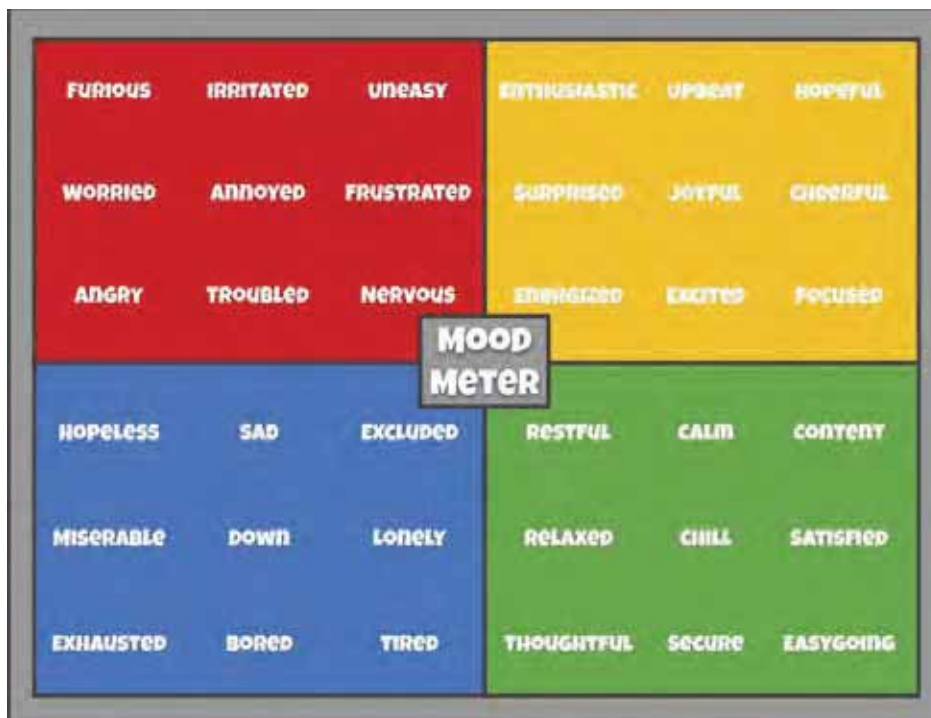 FURIOUS IRRITATED UNEASY ENTHUSIASTIC UPBEAT HOPEFUL
WORRIED ANNOYED FRUSTRATED SURPRISED JOYFUL CHEERFUL
ANGRY TROUBLED NERVOUS ENERGIZED EXCITED FOCUSED
MOOD
METER
HOPELESS SAD EXCLUDED RESTFUL CALM CONTENT
MISERABLE DOWN LONELY RELAXED CHILL SATISFIED
EXHAUSTED BORED TIRED THOUGHTFUL SECURE EASYGOING